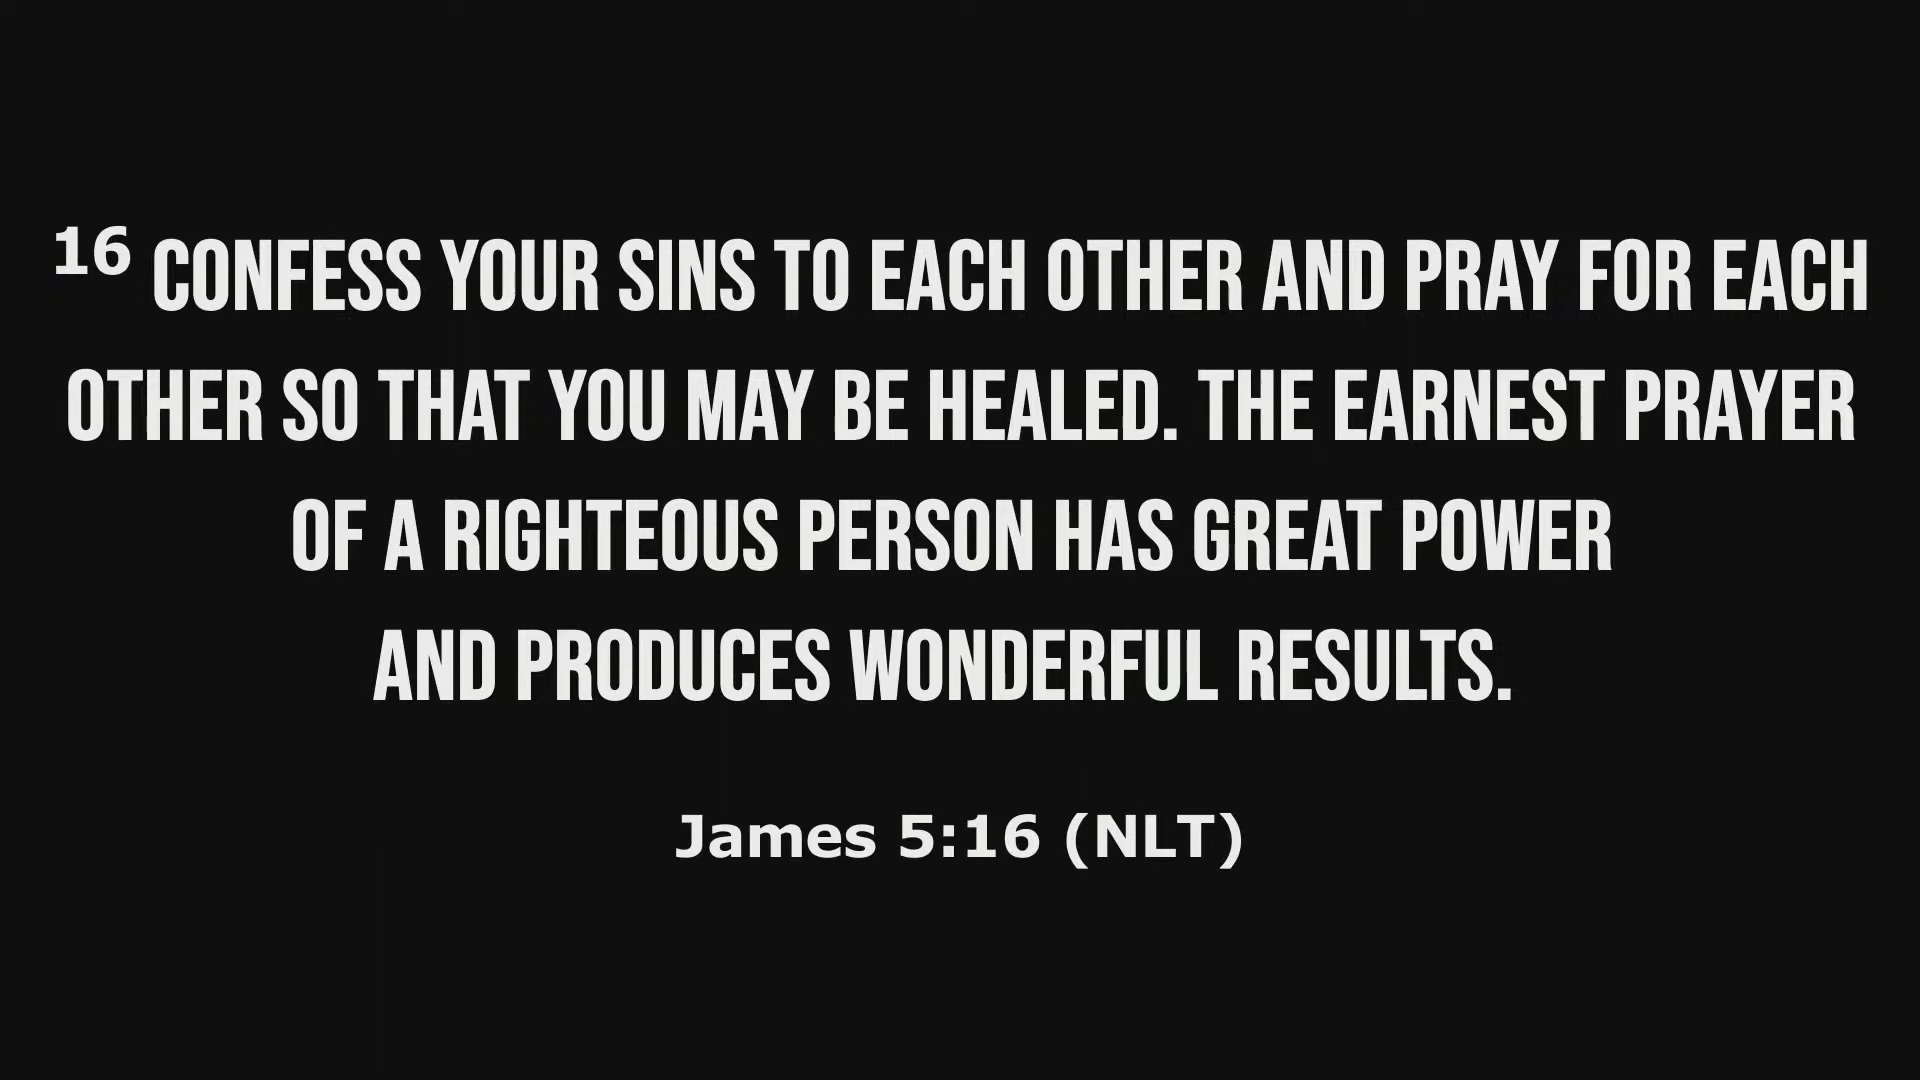 16 CONFESS YOUR SINS TO EACH OTHER AND PRAY FOR EACH
OTHER SO THAT YOU MAY BE HEALED. THE EARNEST PRAYER
OF A RIGHTEOUS PERSON HAS GREAT POWER
AND PRODUCES WONDERFUL RESULTS.
James 5:16 (NLT)